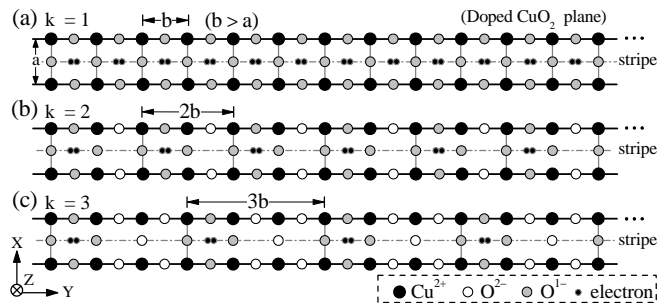 (a) k = 1 b (b > a) (Doped CuO₂ plane)
a
stripe
(b) k = 2 2b
stripe
(c) k = 3 3b
stripe
X
Z
Y
Cu²⁺ O²⁻ O¹⁻ electron